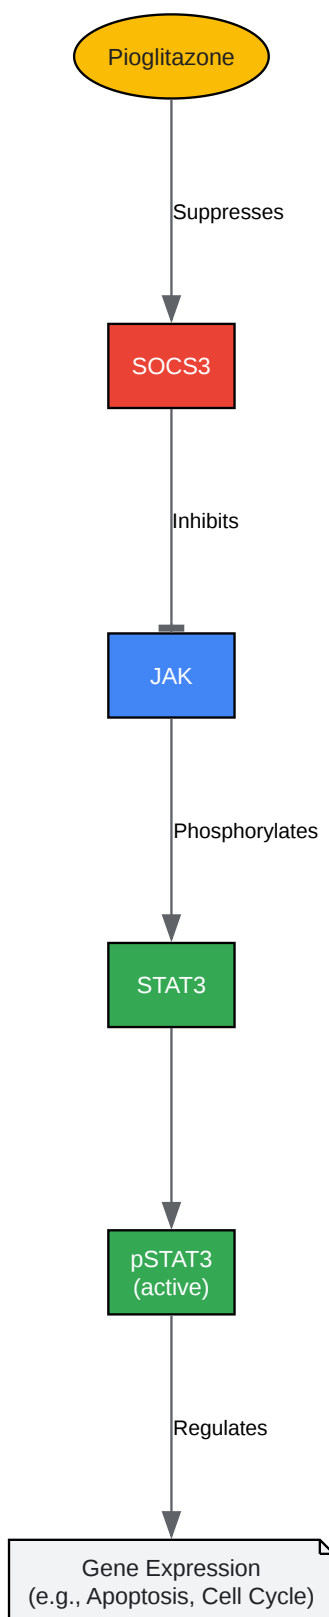 Pioglitazone
Suppresses
SOCS3
Inhibits
JAK
Phosphorylates
STAT3
pSTAT3
(active)
Regulates
Gene Expression
(e.g., Apoptosis, Cell Cycle)